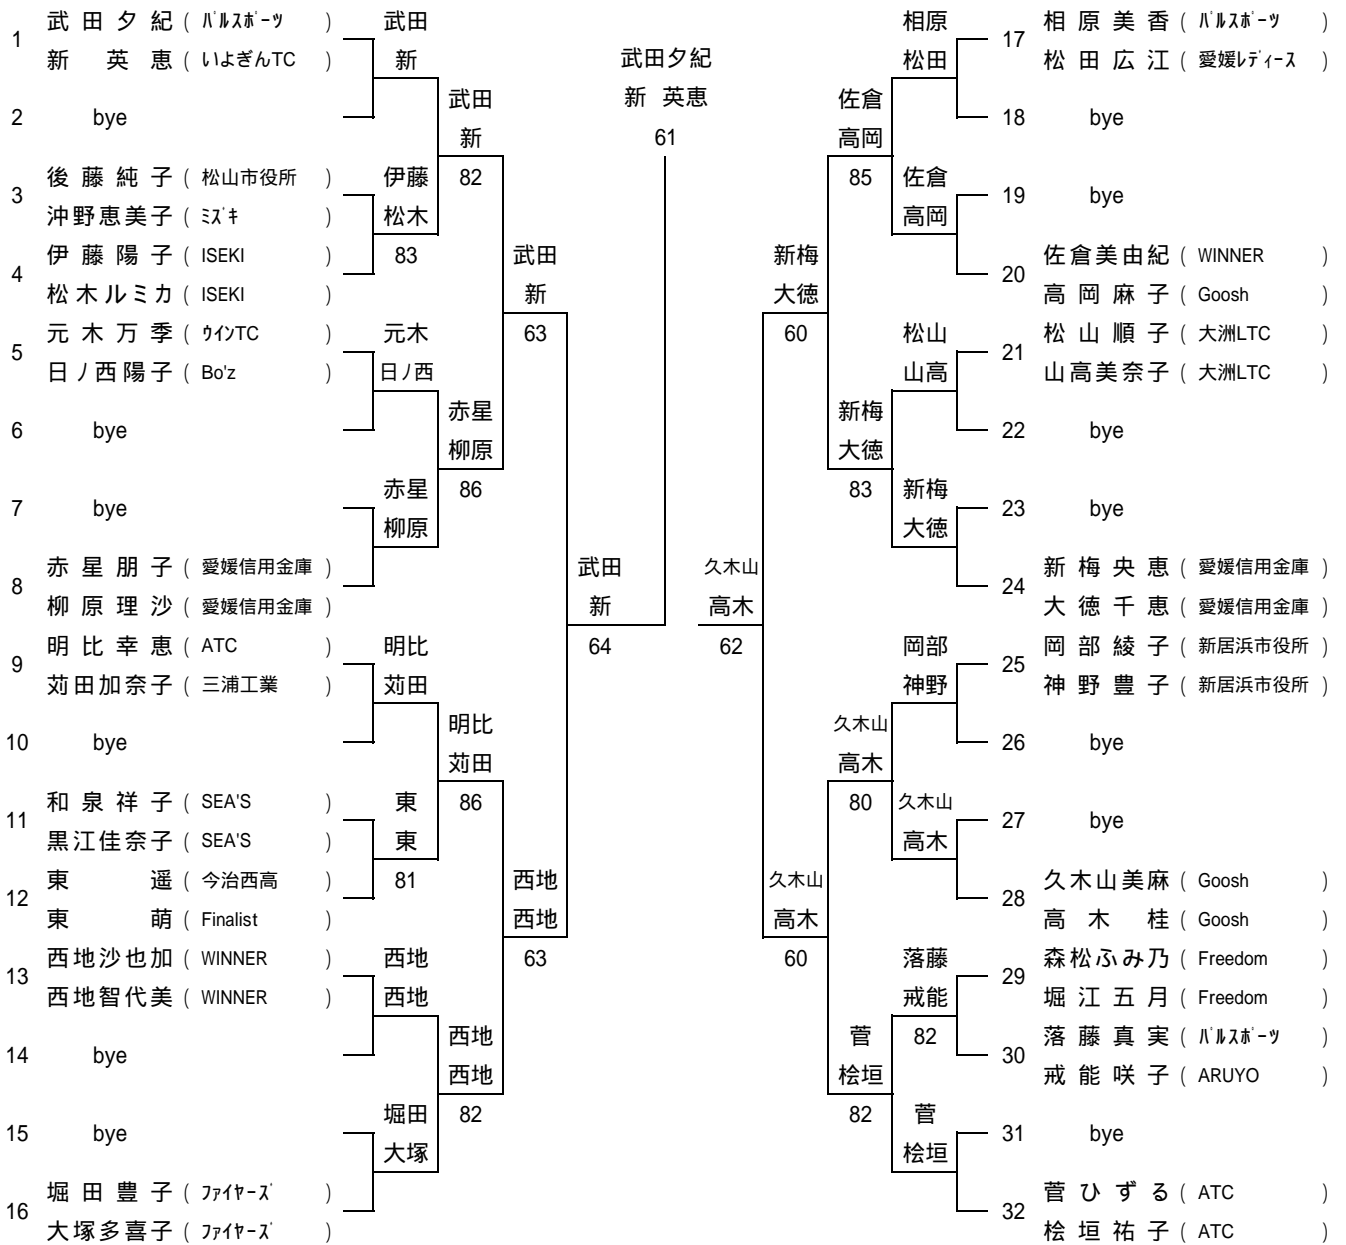 1 武田夕紀 ( パルスポーツ )
新 英恵 ( いよぎんTC )
2 bye
3 後藤純子 ( 松山市役所 )
沖野恵美子 ( ミズキ )
4 伊藤陽子 ( ISEKI )
松木ルミカ ( ISEKI )
5 元木万季 ( ウインTC )
日ノ西陽子 ( Bo'z )
6 bye
7 bye
8 赤星朋子 ( 愛媛信用金庫 )
柳原理沙 ( 愛媛信用金庫 )
9 明比幸恵 ( ATC )
苅田加奈子 ( 三浦工業 )
10 bye
11 和泉祥子 ( SEA'S )
黒江佳奈子 ( SEA'S )
12 東 遥 ( 今治西高 )
東 萌 ( Finalist )
13 西地沙也加 ( WINNER )
西地智代美 ( WINNER )
14 bye
15 bye
16 堀田豊子 ( ファイヤーズ )
大塚多喜子 ( ファイヤーズ )
武田
新
伊藤
松木
83
元木
日ノ西
赤星
柳原
明比
苅田
東
東
81
西地
西地
堀田
大塚
武田
新
82
赤星
柳原
86
明比
苅田
86
西地
西地
82
武田
新
63
西地
西地
63
武田
新
64
武田夕紀
新 英恵
61
久木山
高木
62
新梅
大徳
60
久木山
高木
60
佐倉
高岡
85
新梅
大徳
83
久木山
高木
80
菅
桧垣
82
相原
松田
佐倉
高岡
松山
山高
新梅
大徳
岡部
神野
久木山
高木
落藤
戒能
82
菅
桧垣
17 相原美香 ( パルスポーツ )
松田広江 ( 愛媛レディース )
18 bye
19 bye
20 佐倉美由紀 ( WINNER )
高岡麻子 ( Goosh )
21 松山順子 ( 大洲LTC )
山高美奈子 ( 大洲LTC )
22 bye
23 bye
24 新梅央恵 ( 愛媛信用金庫 )
大徳千恵 ( 愛媛信用金庫 )
25 岡部綾子 ( 新居浜市役所 )
神野豊子 ( 新居浜市役所 )
26 bye
27 bye
28 久木山美麻 ( Goosh )
高木 桂 ( Goosh )
29 森松ふみ乃 ( Freedom )
堀江五月 ( Freedom )
30 落藤真実 ( パルスポーツ )
戒能咲子 ( ARUYO )
31 bye
32 菅ひずる ( ATC )
桧垣祐子 ( ATC )